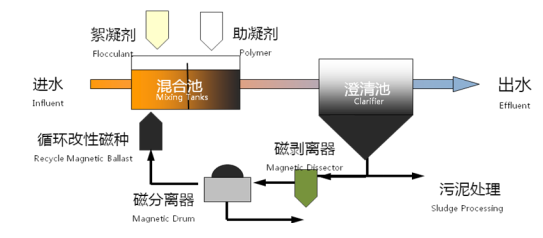 絮凝剂
Flocculant
助凝剂
Polymer
进水
Influent
混合池
Mixing Tanks
澄清池
Clarifier
出水
Effluent
循环改性磁种
Recycle Magnetic Ballast
磁剥离器
Magnetic Dissector
磁分离器
Magnetic Drum
污泥处理
Sludge Processing